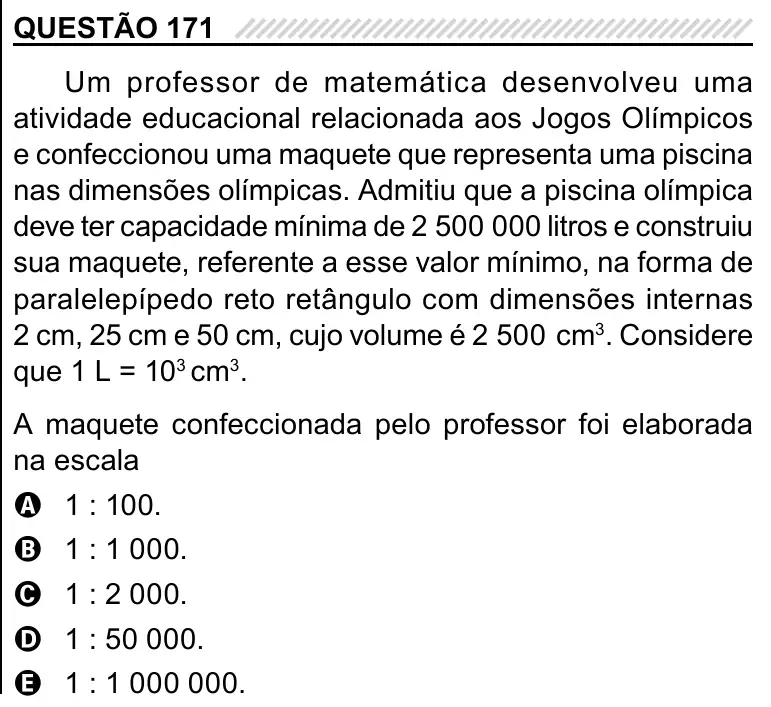 QUESTÃO 171
Um professor de matemática desenvolveu uma
atividade educacional relacionada aos Jogos Olímpicos
e confeccionou uma maquete que representa uma piscina
nas dimensões olímpicas. Admitiu que a piscina olímpica
deve ter capacidade mínima de 2 500 000 litros e construiu
sua maquete, referente a esse valor mínimo, na forma de
paralelepípedo reto retângulo com dimensões internas
2 cm, 25 cm e 50 cm, cujo volume é 2 500 cm³. Considere
que 1 L = 10³ cm³.
A maquete confeccionada pelo professor foi elaborada
na escala
A 1 : 100.
B 1 : 1 000.
C 1 : 2 000.
D 1 : 50 000.
E 1 : 1 000 000.